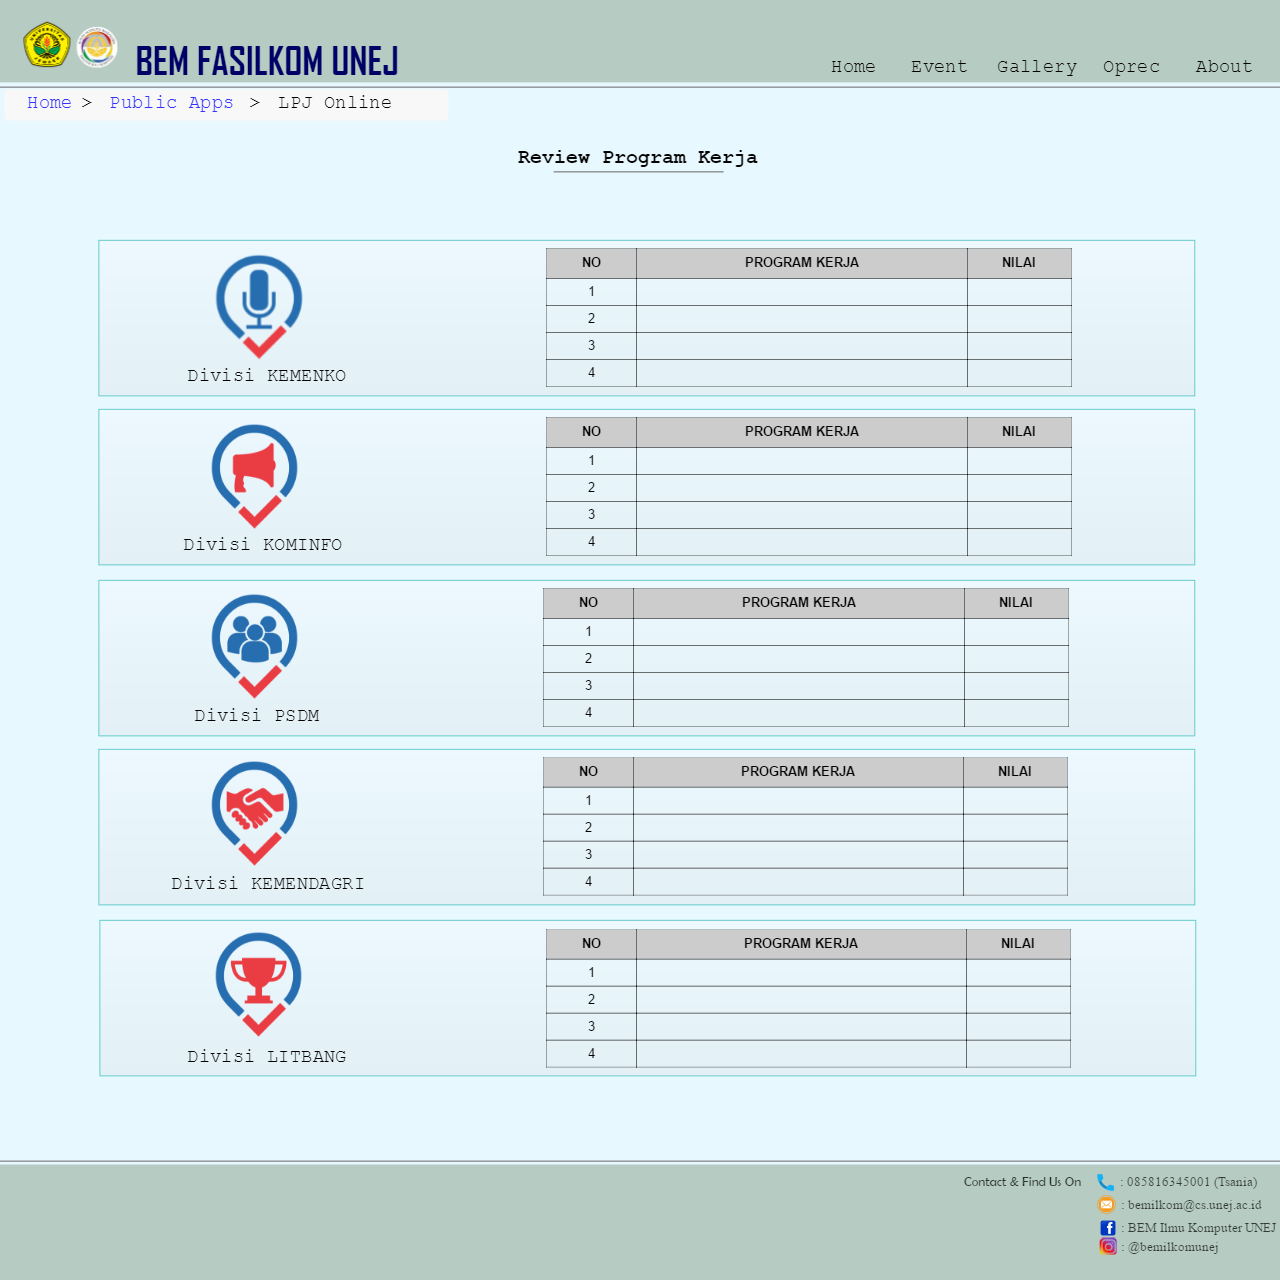 BEM FASILKOM UNEJ
Home Event Gallery Oprec About
Home > Public Apps > LPJ Online
Review Program Kerja
NO PROGRAM KERJA NILAI
1
2
3
4
Divisi KEMENKO
NO PROGRAM KERJA NILAI
1
2
3
4
Divisi KOMINFO
NO PROGRAM KERJA NILAI
1
2
3
4
Divisi PSDM
NO PROGRAM KERJA NILAI
1
2
3
4
Divisi KEMENDAGRI
NO PROGRAM KERJA NILAI
1
2
3
4
Divisi LITBANG
Contact & Find Us On : 085816345001 (Tsania)
: bemilkom@cs.unej.ac.id
: BEM Ilmu Komputer UNEJ
: @bemilkomunej